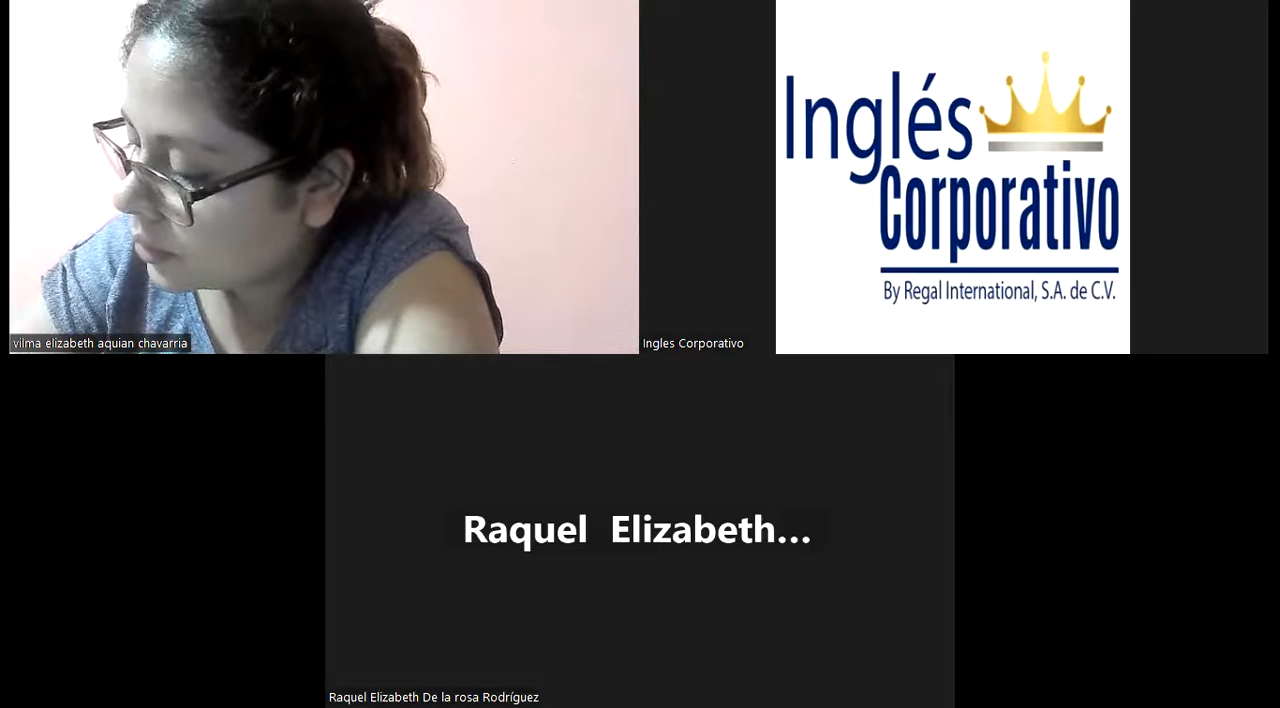 vilma elizabeth aquian chavarria
Inglés
Corporativo
By Regal International, S.A. de C.V.
Ingles Corporativo
Raquel Elizabeth...
Raquel Elizabeth De la rosa Rodríguez